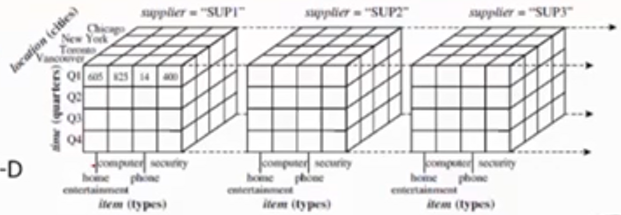 supplier = "SUP1" supplier = "SUP2" supplier = "SUP3"
location (cities)
Chicago
New York
Toronto
Vancouver
time (quarters)
Q1 605 825 14 400
Q2
Q3
Q4
-D
computer security computer security computer security
home phone home phone home phone
entertainment entertainment entertainment
item (types) item (types) item (types)